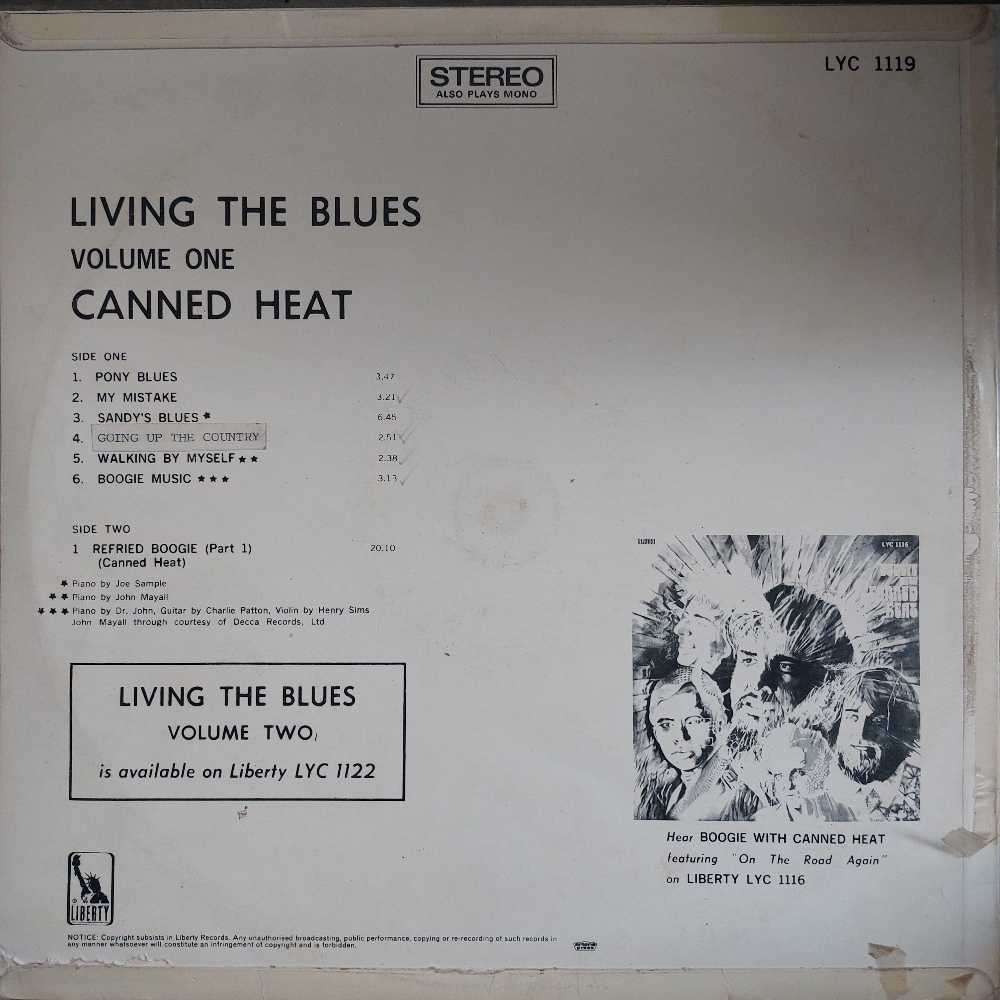 STEREO
ALSO PLAYS MONO
LYC 1119
LIVING THE BLUES
VOLUME ONE
CANNED HEAT
SIDE ONE
1. PONY BLUES 3.47
2. MY MISTAKE 3.21
3. SANDY'S BLUES ★ 6.45
4. GOING UP THE COUNTRY 2.51
5. WALKING BY MYSELF ★★ 2.38
6. BOOGIE MUSIC ★★★ 3.13
SIDE TWO
1 REFRIED BOOGIE (Part 1) 20.10
(Canned Heat)
★ Piano by Joe Sample
★★ Piano by John Mayall
★★★ Piano by Dr. John, Guitar by Charlie Patton, Violin by Henry Sims
John Mayall through courtesy of Decca Records, Ltd
LIVING THE BLUES
VOLUME TWO
is available on Liberty LYC 1122
LYC 1116
Hear BOOGIE WITH CANNED HEAT
featuring "On The Road Again"
on LIBERTY LYC 1116
LIBERTY
NOTICE: Copyright subsists in Liberty Records. Any unauthorised broadcasting, public performance, copying or re-recording of such records in
any manner whatsoever will constitute an infringement of copyright and is forbidden.